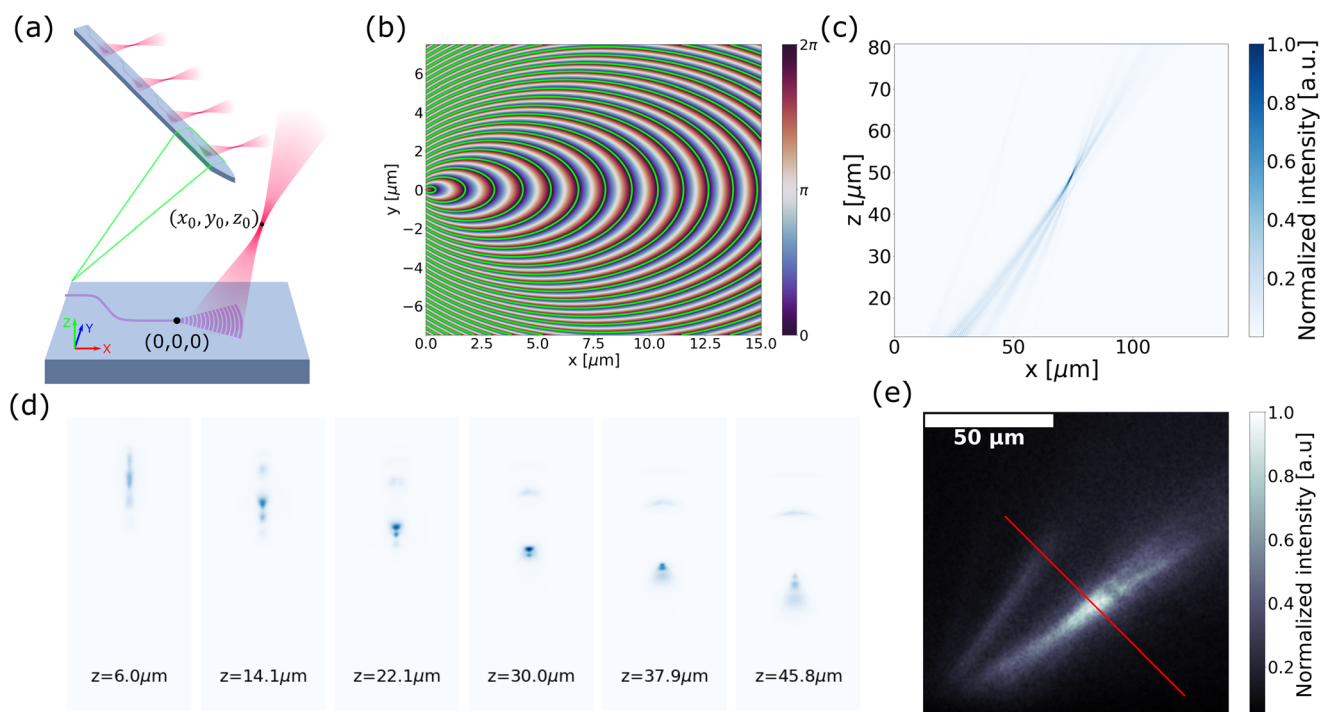 (a)
(x₀, y₀, z₀)
Z
Y
X
(0,0,0)
(b)
y [μm]
6
4
2
0
−2
−4
−6
0.0 2.5 5.0 7.5 10.0 12.5 15.0
x [μm]
2π
π
0
(c)
z [μm]
80
70
60
50
40
30
20
0 50 100
x [μm]
1.0
0.8
0.6
0.4
0.2
Normalized intensity [a.u.]
(d)
z=6.0μm
z=14.1μm
z=22.1μm
z=30.0μm
z=37.9μm
z=45.8μm
(e)
50 μm
1.0
0.8
0.6
0.4
0.2
Normalized intensity [a.u]